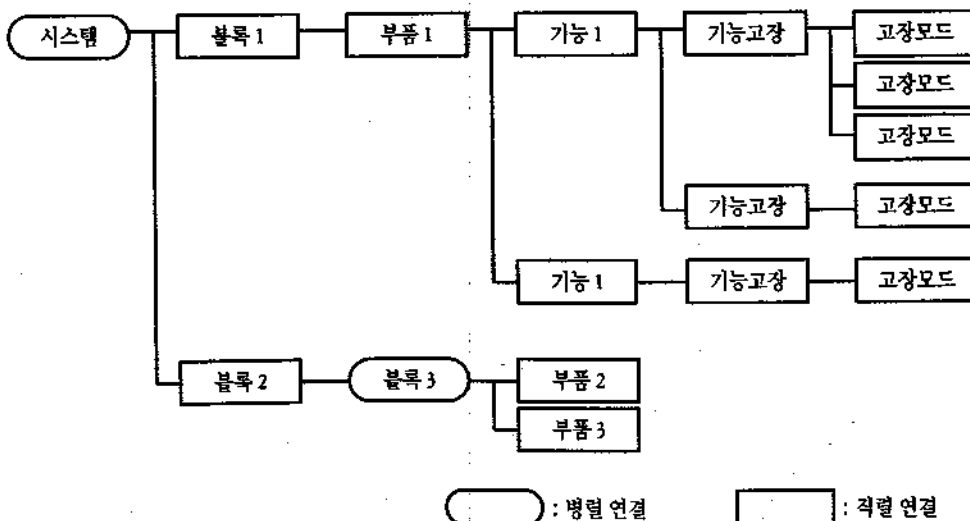 시스템 블록 1 부품 1 기능 1 기능고장 고장모드
고장모드
고장모드
기능고장 고장모드
기능 1 기능고장 고장모드
블록 2 블록 3 부품 2
부품 3
: 병렬 연결 : 직렬 연결